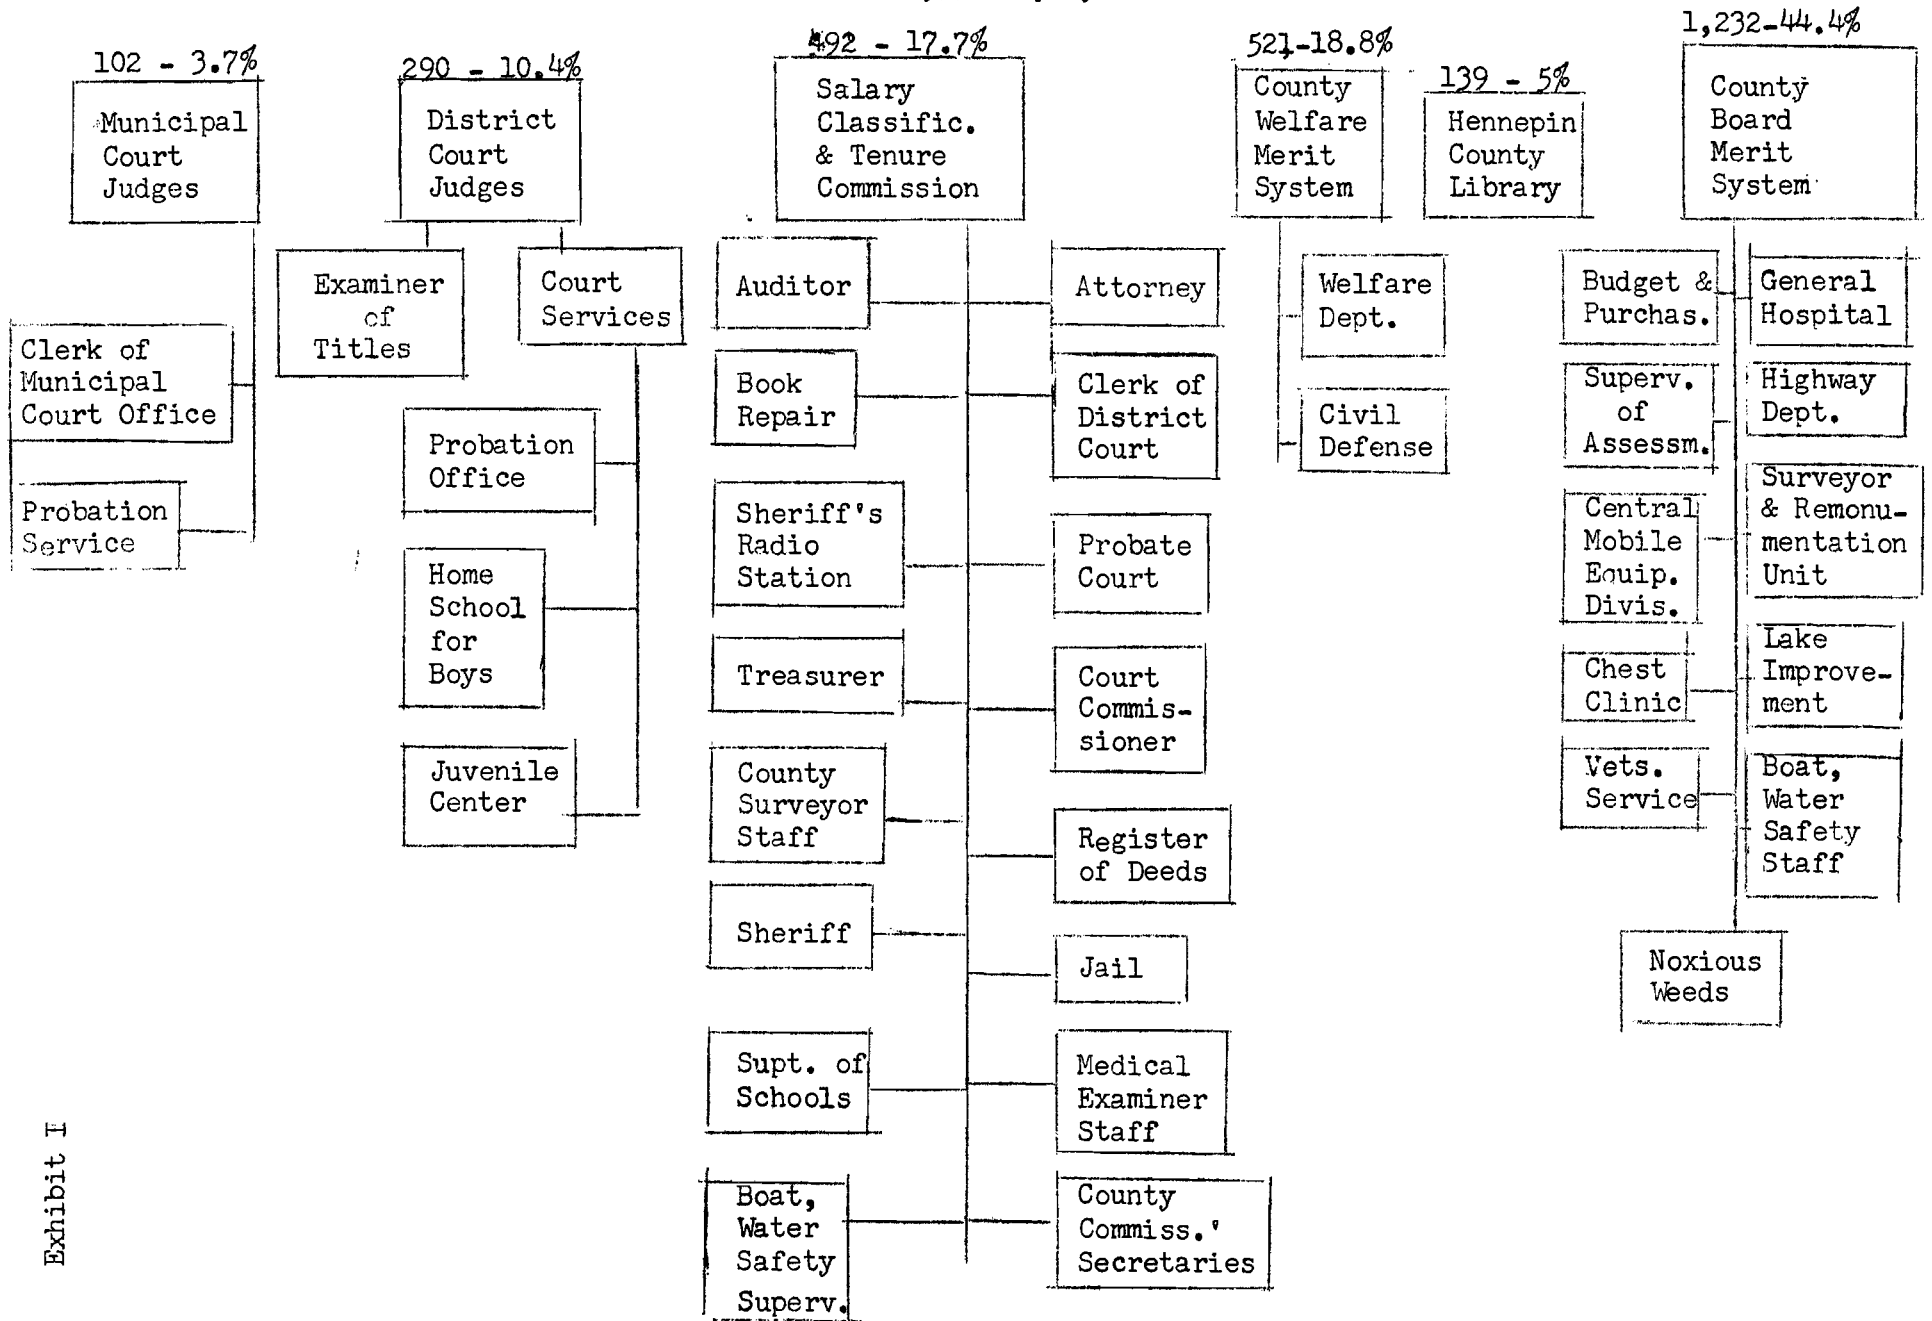 102 - 3.7%
Municipal
Court
Judges
Clerk of
Municipal
Court Office
Probation
Service
290 - 10.4%
District
Court
Judges
Examiner
of
Titles
Court
Services
Probation
Office
Home
School
for
Boys
Juvenile
Center
492 - 17.7%
Salary
Classific.
& Tenure
Commission
Auditor
Book
Repair
Sheriff's
Radio
Station
Treasurer
County
Surveyor
Staff
Sheriff
Supt. of
Schools
Boat,
Water
Safety
Superv.
Attorney
Clerk of
District
Court
Probate
Court
Court
Commis-
sioner
Register
of Deeds
Jail
Medical
Examiner
Staff
County
Commiss.'
Secretaries
521-18.8%
County
Welfare
Merit
System
Welfare
Dept.
Civil
Defense
139 - 5%
Hennepin
County
Library
1,232-44.4%
County
Board
Merit
System
Budget &
Purchas.
Superv.
of
Assessm.
Central
Mobile
Equip.
Divis.
Chest
Clinic
Vets.
Service
General
Hospital
Highway
Dept.
Surveyor
& Remonu-
mentation
Unit
Lake
Improve-
ment
Boat,
Water
Safety
Staff
Noxious
Weeds
Exhibit I